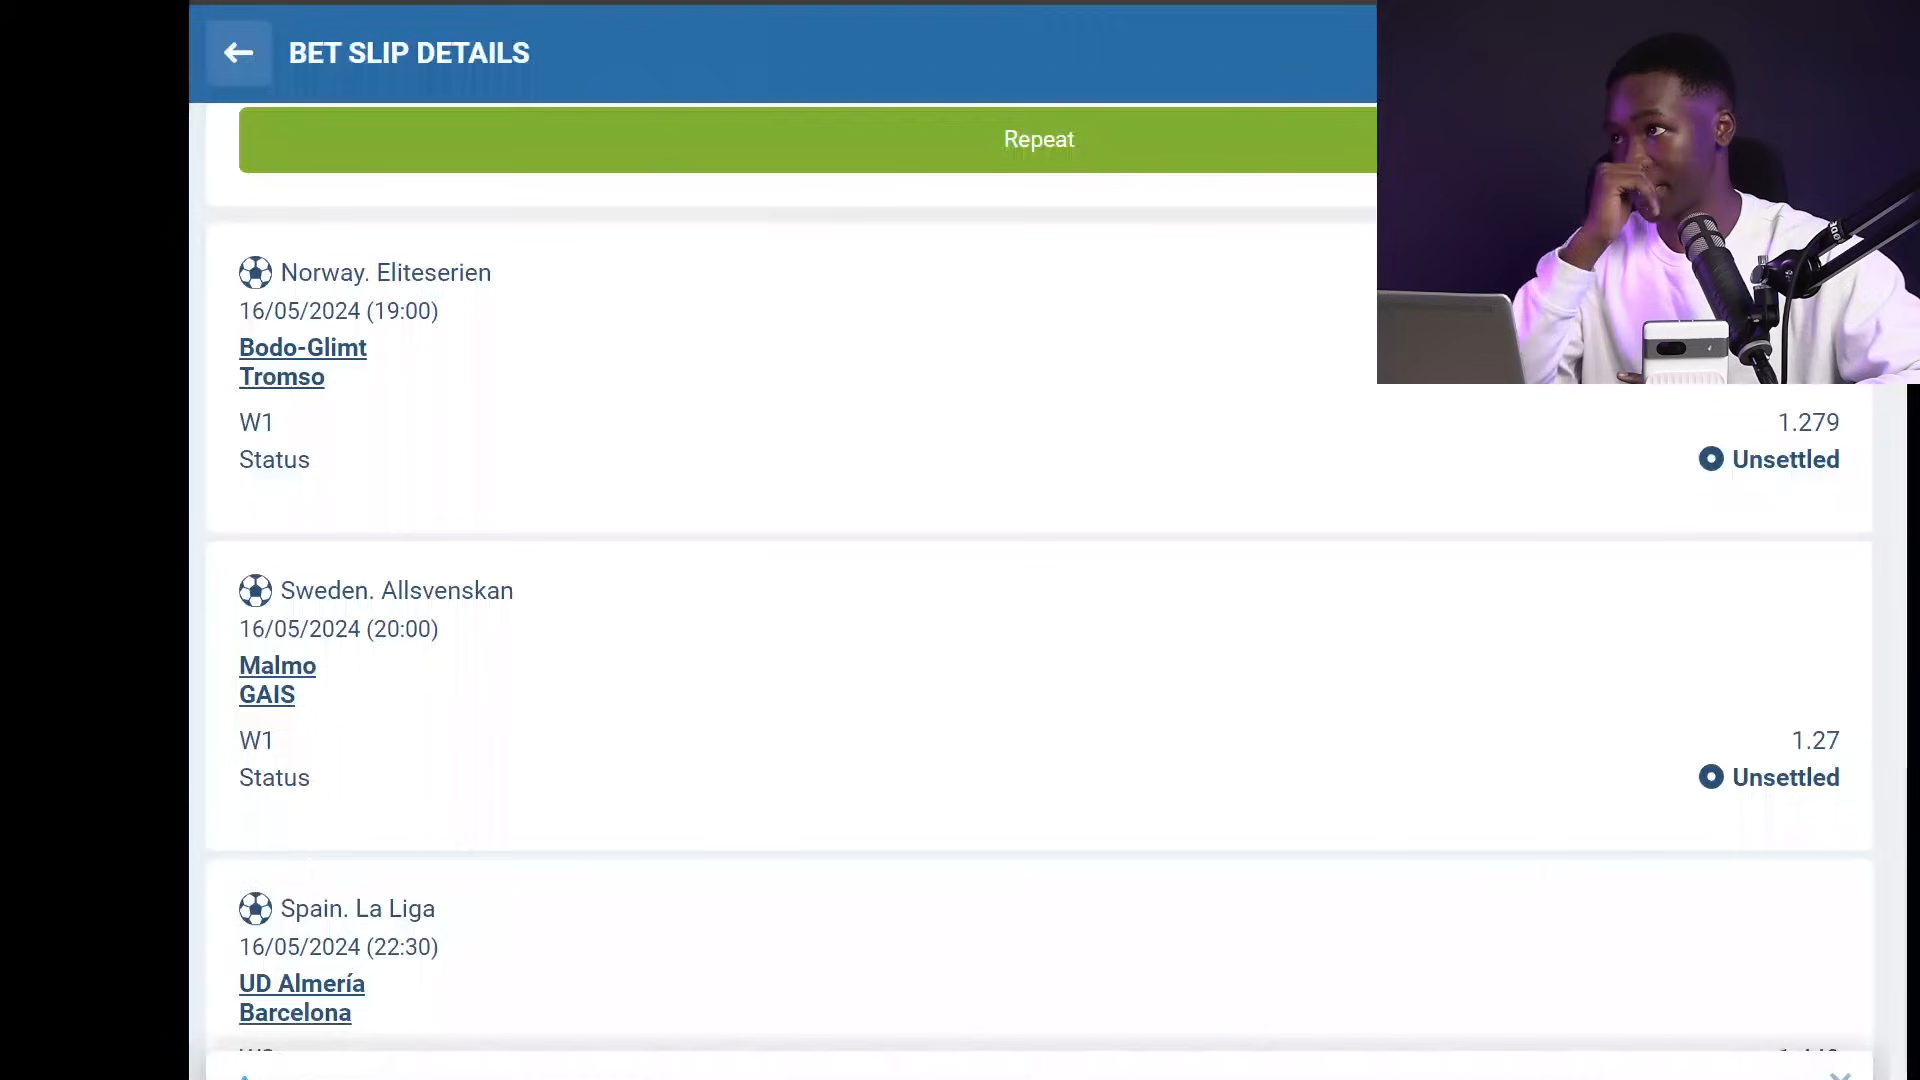 BET SLIP DETAILS
Repeat
Norway. Eliteserien
16/05/2024 (19:00)
Bodo-Glimt
Tromso
W1
1.279
Status
Unsettled
Sweden. Allsvenskan
16/05/2024 (20:00)
Malmo
GAIS
W1
1.27
Status
Unsettled
Spain. La Liga
16/05/2024 (22:30)
UD Almería
Barcelona